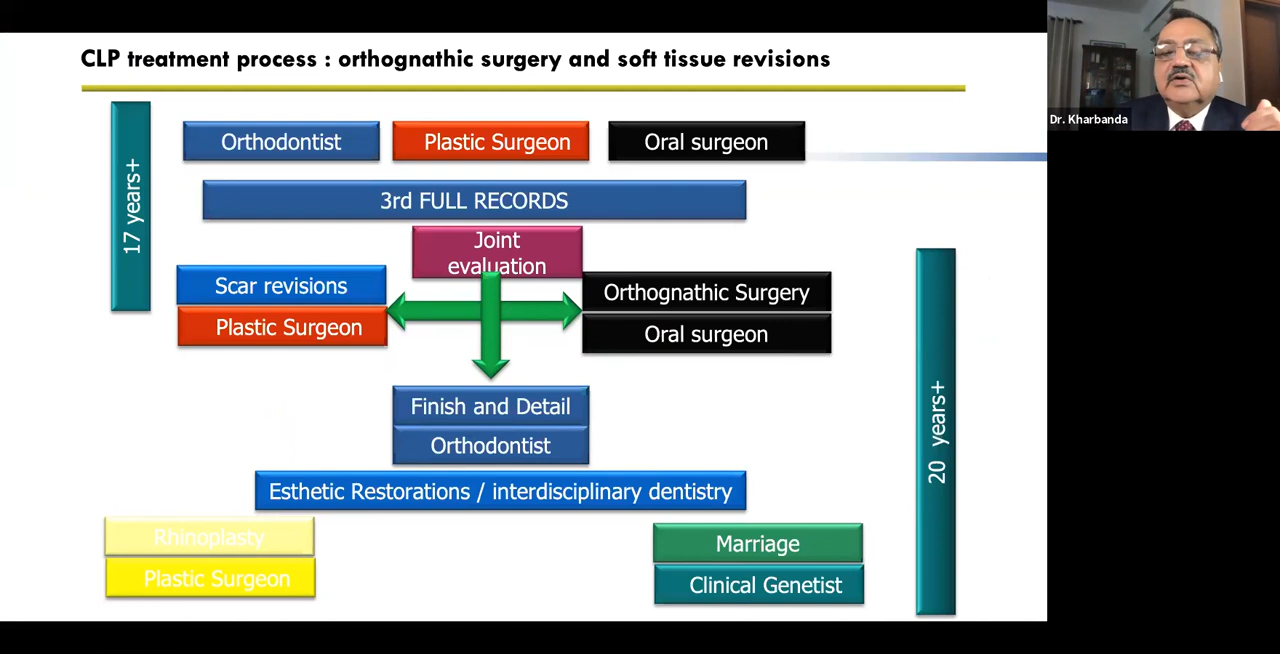 CLP treatment process : orthognathic surgery and soft tissue revisions
Dr. Kharbanda
17 years+
Orthodontist
Plastic Surgeon
Oral surgeon
3rd FULL RECORDS
Joint
evaluation
Scar revisions
Plastic Surgeon
Orthognathic Surgery
Oral surgeon
20 years+
Finish and Detail
Orthodontist
Esthetic Restorations / interdisciplinary dentistry
Rhinoplasty
Plastic Surgeon
Marriage
Clinical Genetist